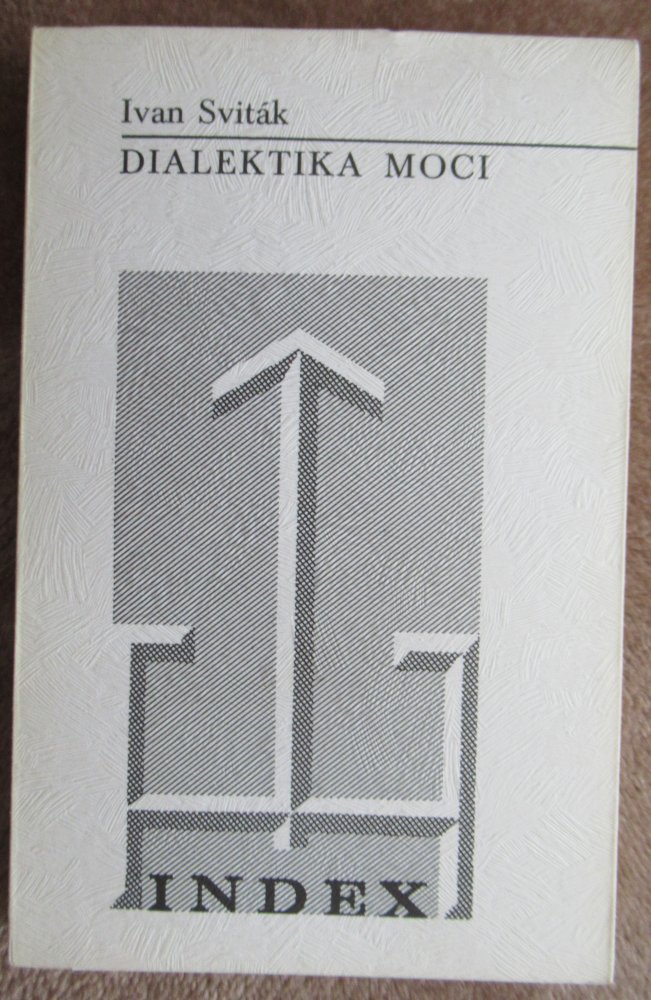 Ivan Sviták
DIALEKTIKA MOCI
INDEX